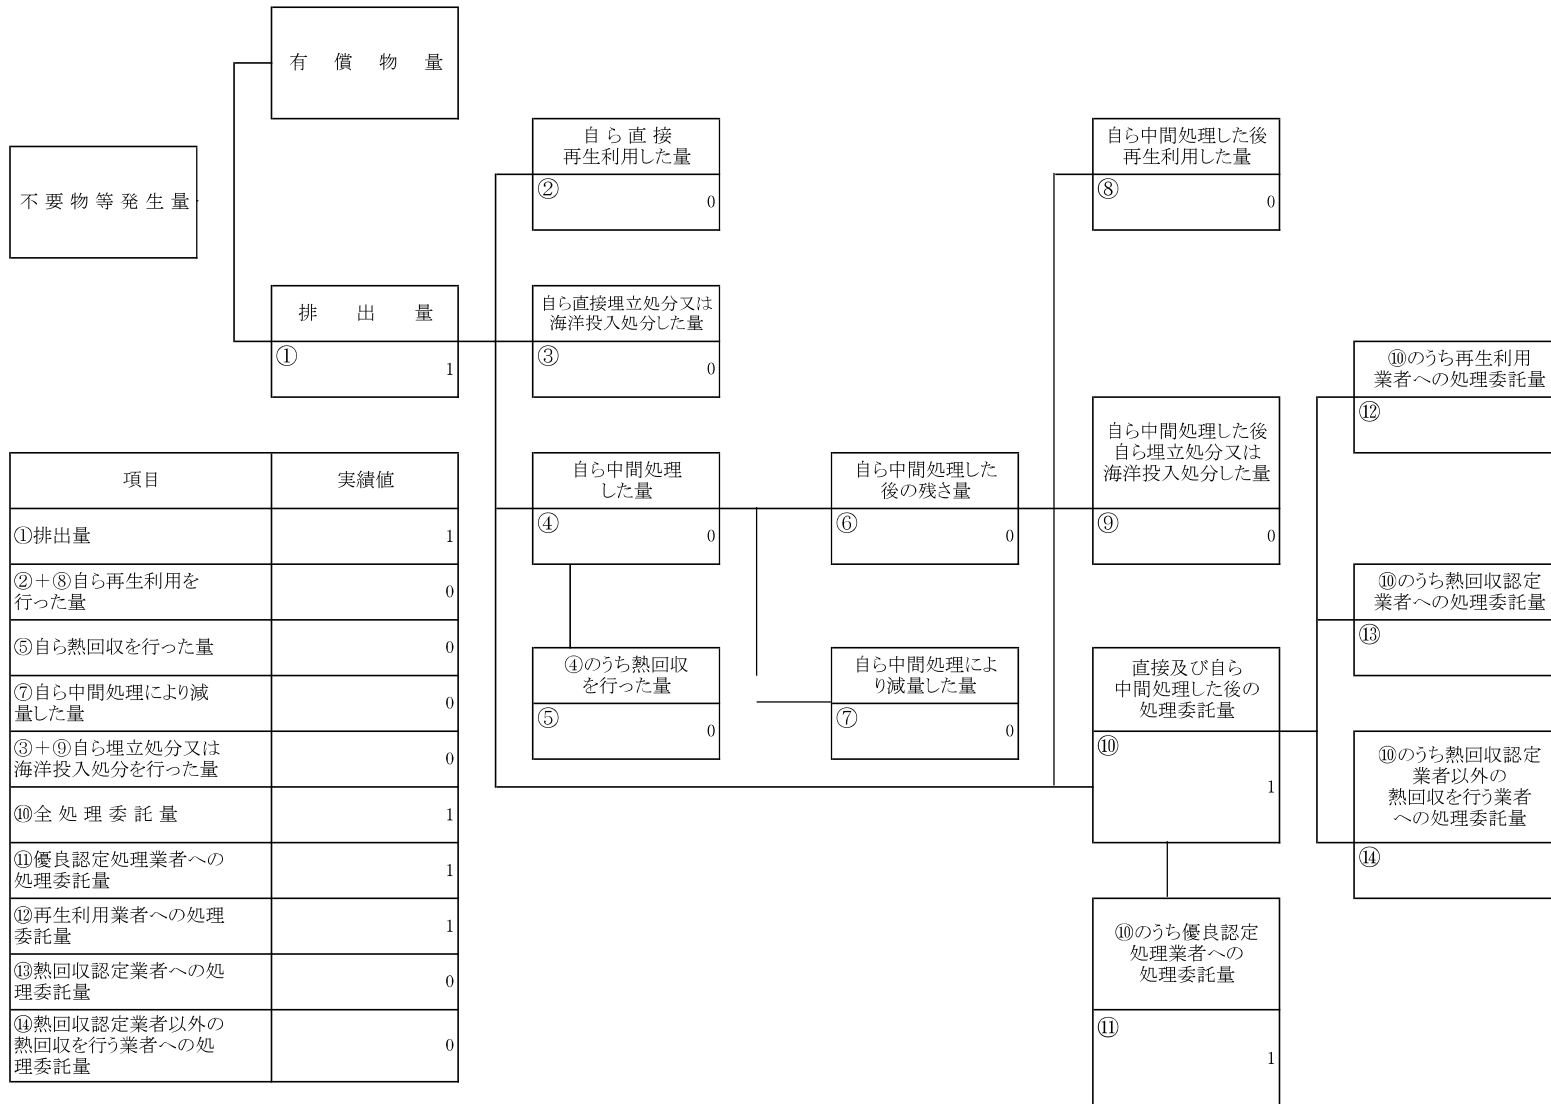 有 償 物 量
自 ら 直 接
再生利用した量
②
0
自ら中間処理した後
再生利用した量
⑧
0
不 要 物 等 発 生 量
排 出 量
①
1
自ら直接埋立処分又は
海洋投入処分した量
③
0
⑩のうち再生利用
業者への処理委託量
⑫
自ら中間処理
した量
④
0
自ら中間処理した
後の残さ量
⑥
0
自ら中間処理した後
自ら埋立処分又は
海洋投入処分した量
⑨
0
⑩のうち熱回収認定
業者への処理委託量
⑬
④のうち熱回収
を行った量
⑤
0
自ら中間処理によ
り減量した量
⑦
0
直接及び自ら
中間処理した後の
処理委託量
⑩
1
⑩のうち熱回収認定
業者以外の
熱回収を行う業者
への処理委託量
⑭
⑩のうち優良認定
処理業者への
処理委託量
⑪
1
項目 実績値
①排出量 1
②＋⑧自ら再生利用を
行った量
0
⑤自ら熱回収を行った量 0
⑦自ら中間処理により減
量した量
0
③＋⑨自ら埋立処分又は
海洋投入処分を行った量
0
⑩全 処 理 委 託 量 1
⑪優良認定処理業者への
処理委託量
1
⑫再生利用業者への処理
委託量
1
⑬熱回収認定業者への処
理委託量
0
⑭熱回収認定業者以外の
熱回収を行う業者への処
理委託量
0